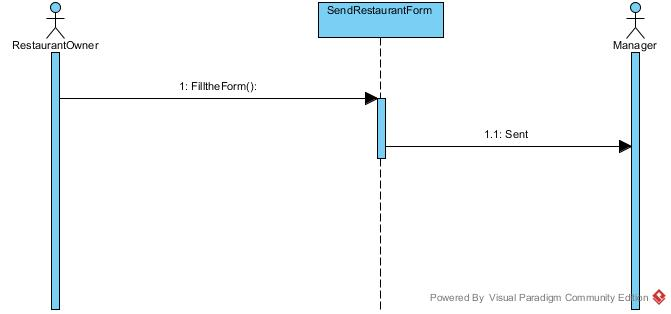 SendRestaurantForm
RestaurantOwner
Manager
1: FilltheForm():
1.1: Sent
Powered By Visual Paradigm Community Edition